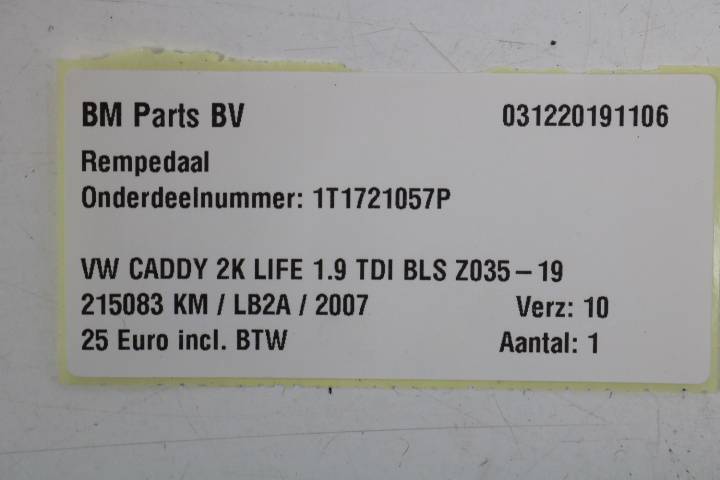 BM Parts BV 031220191106
Rempedaal
Onderdeelnummer: 1T1721057P
VW CADDY 2K LIFE 1.9 TDI BLS Z035 – 19
215083 KM / LB2A / 2007 Verz: 10
25 Euro incl. BTW Aantal: 1